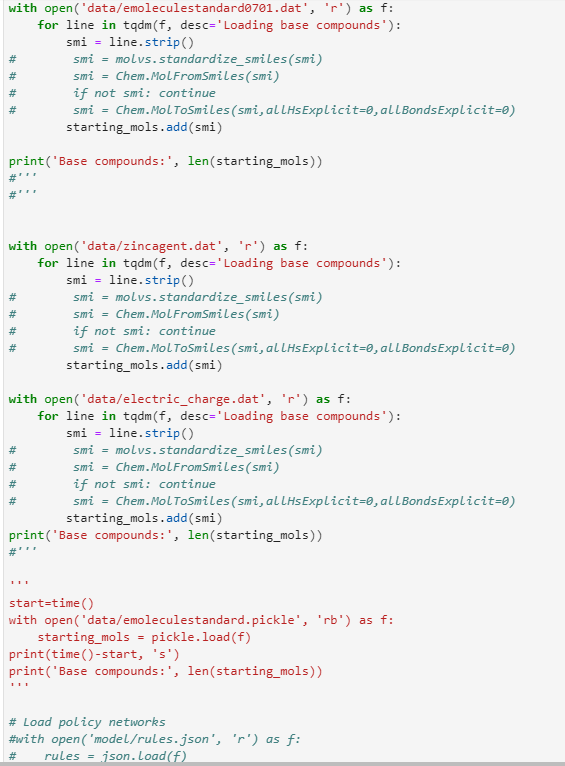 with open('data/emoleculestandard0701.dat', 'r') as f:
    for line in tqdm(f, desc='Loading base compounds'):
        smi = line.strip()
#        smi = molvs.standardize_smiles(smi)
#        smi = Chem.MolFromSmiles(smi)
#        if not smi: continue
#        smi = Chem.MolToSmiles(smi,allHsExplicit=0,allBondsExplicit=0)
        starting_mols.add(smi)

print('Base compounds:', len(starting_mols))
#'''
#'''

with open('data/zincagent.dat', 'r') as f:
    for line in tqdm(f, desc='Loading base compounds'):
        smi = line.strip()
#        smi = molvs.standardize_smiles(smi)
#        smi = Chem.MolFromSmiles(smi)
#        if not smi: continue
#        smi = Chem.MolToSmiles(smi,allHsExplicit=0,allBondsExplicit=0)
        starting_mols.add(smi)

with open('data/electric_charge.dat', 'r') as f:
    for line in tqdm(f, desc='Loading base compounds'):
        smi = line.strip()
#        smi = molvs.standardize_smiles(smi)
#        smi = Chem.MolFromSmiles(smi)
#        if not smi: continue
#        smi = Chem.MolToSmiles(smi,allHsExplicit=0,allBondsExplicit=0)
        starting_mols.add(smi)
print('Base compounds:', len(starting_mols))
#'''

'''
start=time()
with open('data/emoleculestandard.pickle', 'rb') as f:
    starting_mols = pickle.load(f)
print(time()-start, 's')
print('Base compounds:', len(starting_mols))
'''

# Load policy networks
#with open('model/rules.json', 'r') as f:
#    rules = json.load(f)